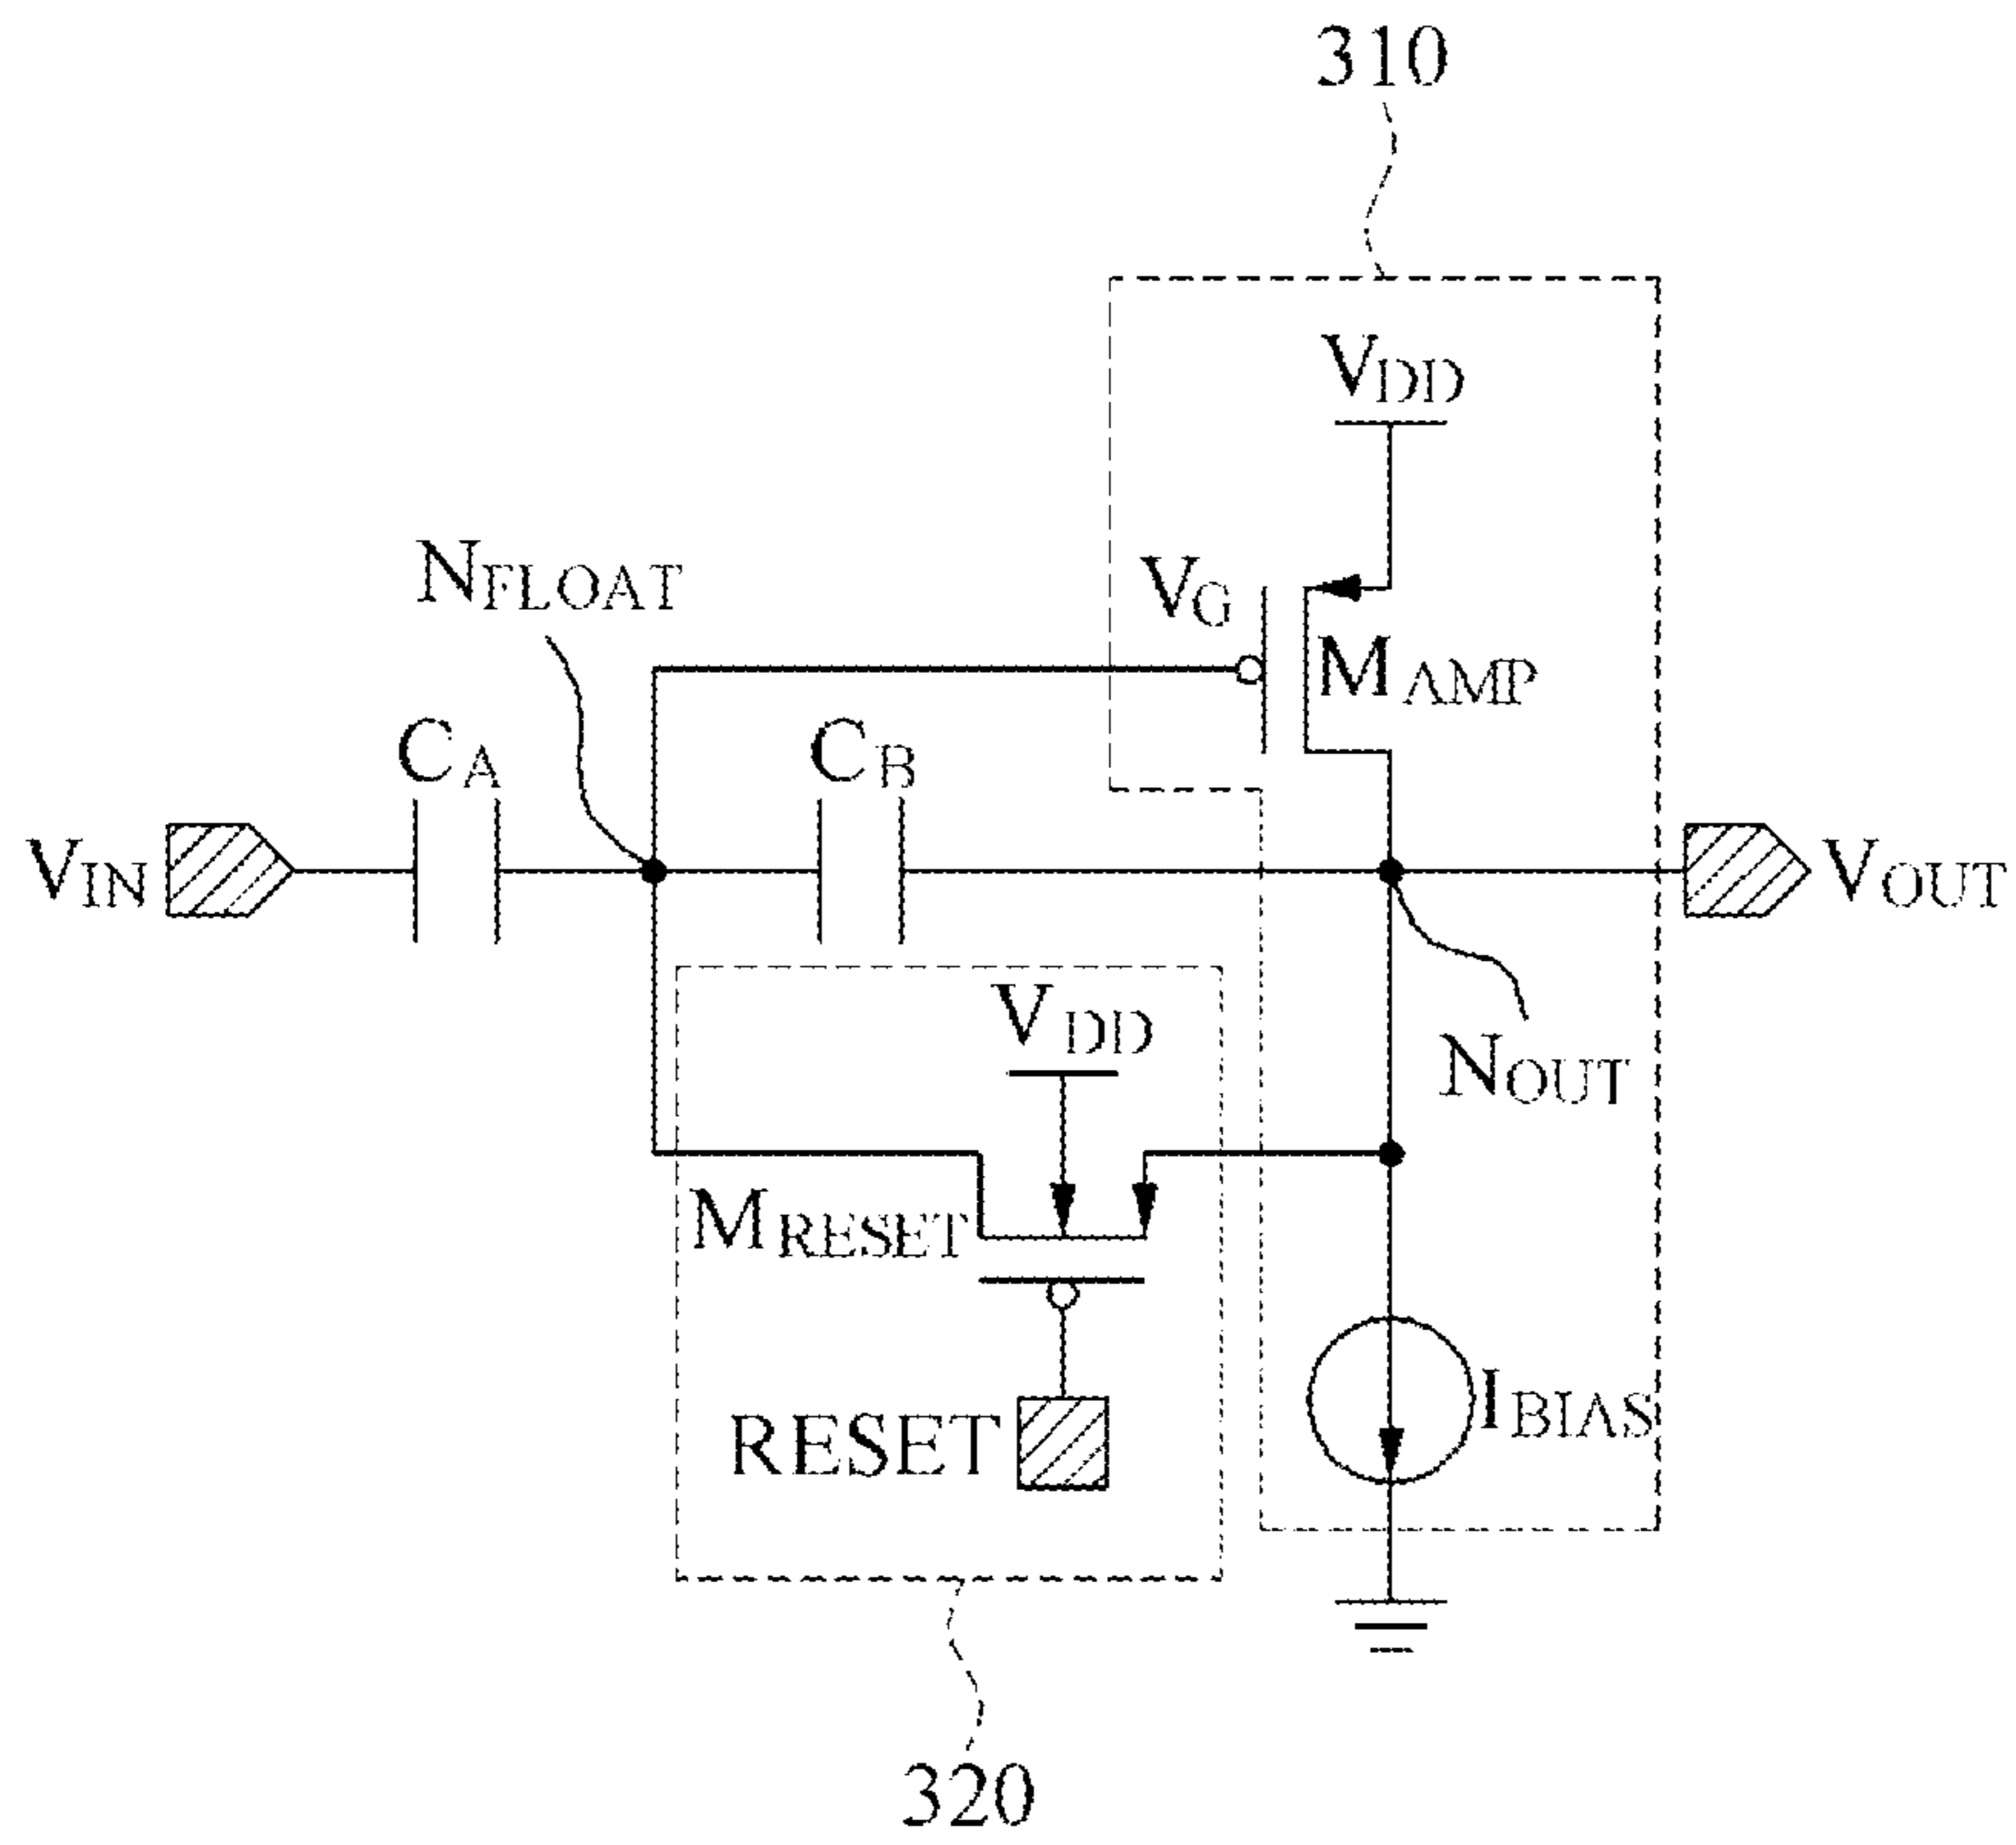 310
VDD
NFLOAT
VG
MAMP
CA
CB
VIN
VOUT
VDD
NOUT
MRESET
IBIAS
RESET
320